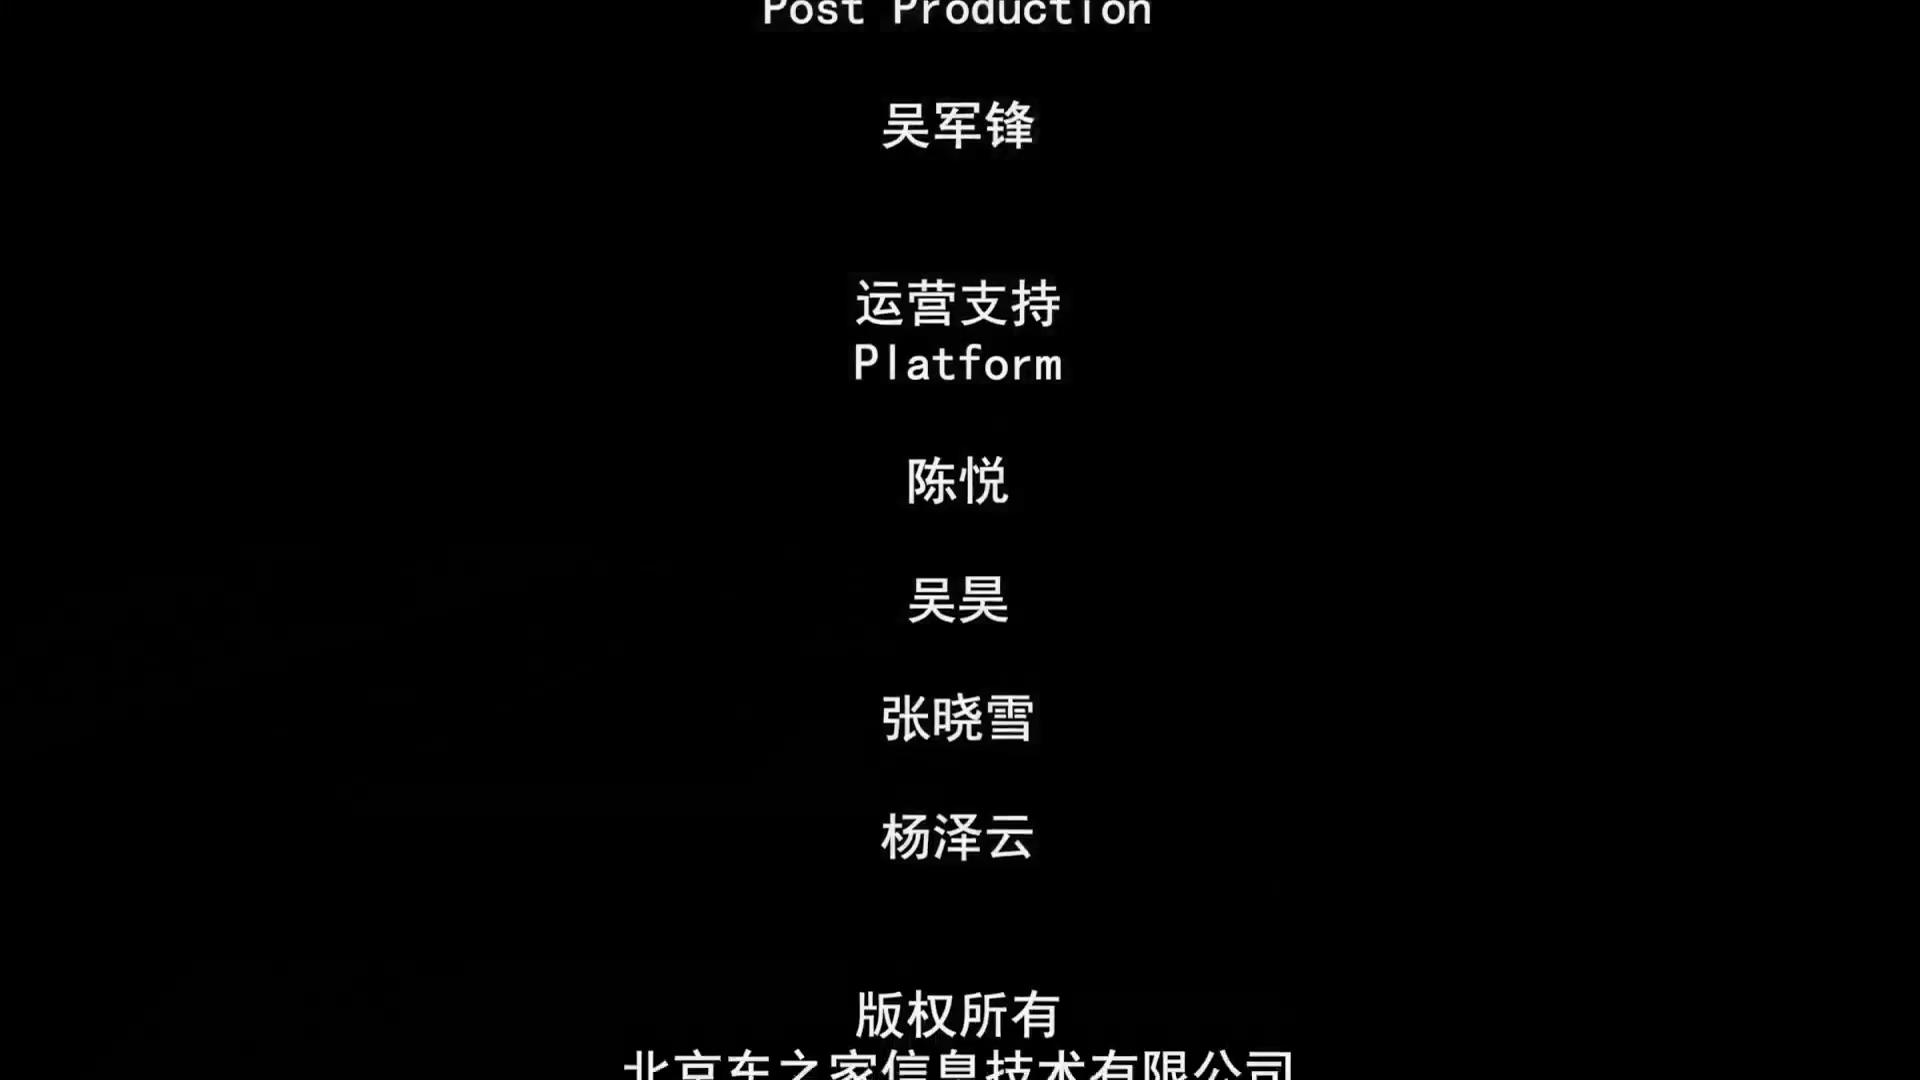 Post Production
吴军锋
运营支持
Platform
陈悦
吴昊
张晓雪
杨泽云
版权所有
北京车之家信息技术有限公司